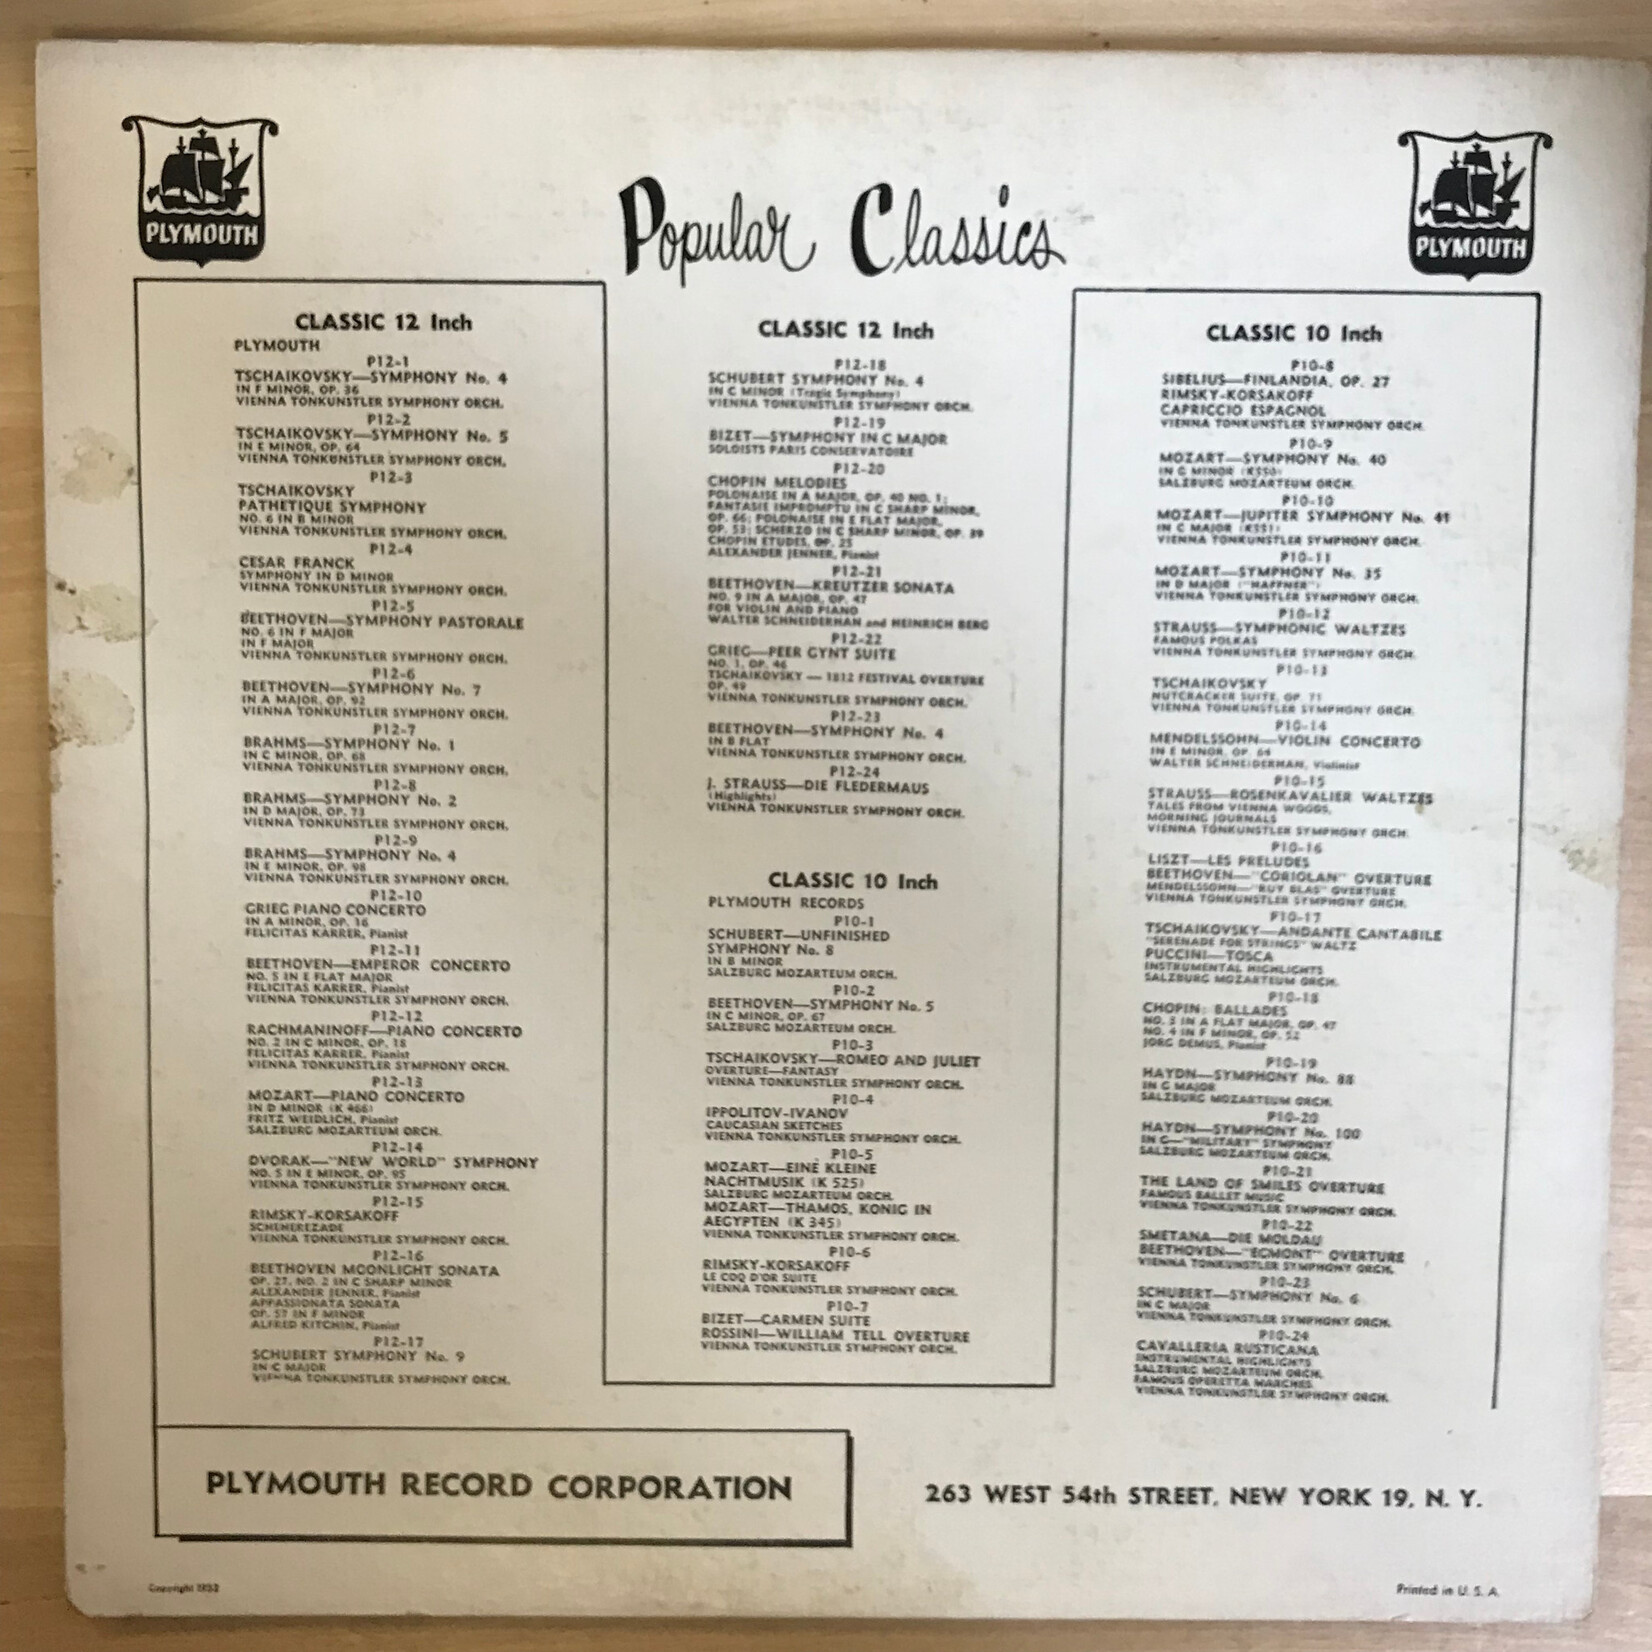 PLYMOUTH
Popular Classics
PLYMOUTH
CLASSIC 12 Inch
PLYMOUTH
P12-1
TSCHAIKOVSKY—SYMPHONY No. 4
IN F MINOR, OP. 36
VIENNA TONKUNSTLER SYMPHONY ORCH.
P12-2
TSCHAIKOVSKY—SYMPHONY No. 5
IN E MINOR, OP. 64
VIENNA TONKUNSTLER SYMPHONY ORCH.
P12-3
TSCHAIKOVSKY
PATHETIQUE SYMPHONY
NO. 6 IN B MINOR
VIENNA TONKUNSTLER SYMPHONY ORCH.
P12-4
CESAR FRANCK
SYMPHONY IN D MINOR
VIENNA TONKUNSTLER SYMPHONY ORCH.
P12-5
BEETHOVEN—SYMPHONY PASTORALE
NO. 6 IN F MAJOR
IN F MAJOR
VIENNA TONKUNSTLER SYMPHONY ORCH.
P12-6
BEETHOVEN—SYMPHONY No. 7
IN A MAJOR, OP. 92
VIENNA TONKUNSTLER SYMPHONY ORCH.
P12-7
BRAHMS—SYMPHONY No. 1
IN C MINOR, OP. 68
VIENNA TONKUNSTLER SYMPHONY ORCH.
P12-8
BRAHMS—SYMPHONY No. 2
IN D MAJOR, OP. 73
VIENNA TONKUNSTLER SYMPHONY ORCH.
P12-9
BRAHMS—SYMPHONY No. 4
IN E MINOR, OP. 98
VIENNA TONKUNSTLER SYMPHONY ORCH.
P12-10
GRIEG PIANO CONCERTO
IN A MINOR, OP. 16
FELICITAS KARRER, Pianist
P12-11
BEETHOVEN—EMPEROR CONCERTO
NO. 5 IN E FLAT MAJOR
FELICITAS KARRER, Pianist
VIENNA TONKUNSTLER SYMPHONY ORCH.
P12-12
RACHMANINOFF—PIANO CONCERTO
NO. 2 IN C MINOR, OP. 18
FELICITAS KARRER, Pianist
VIENNA TONKUNSTLER SYMPHONY ORCH.
P12-13
MOZART—PIANO CONCERTO
IN D MINOR (K 466)
FRITZ WEIDLICH, Pianist
SALZBURG MOZARTEUM ORCH.
P12-14
DVORAK—"NEW WORLD" SYMPHONY
NO. 5 IN E MINOR, OP. 95
VIENNA TONKUNSTLER SYMPHONY ORCH.
P12-15
RIMSKY-KORSAKOFF
SCHEHEREZADE
VIENNA TONKUNSTLER SYMPHONY ORCH.
P12-16
BEETHOVEN MOONLIGHT SONATA
OP. 27, NO. 2 IN C SHARP MINOR
ALEXANDER JENNER, Pianist
APPASSIONATA SONATA
OP. 57 IN F MINOR
ALFRED KITCHIN, Pianist
P12-17
SCHUBERT SYMPHONY No. 9
IN C MAJOR
VIENNA TONKUNSTLER SYMPHONY ORCH.
CLASSIC 12 Inch
P12-18
SCHUBERT SYMPHONY No. 4
IN C MINOR (Tragic Symphony)
VIENNA TONKUNSTLER SYMPHONY ORCH.
P12-19
BIZET—SYMPHONY IN C MAJOR
SOLOISTS PARIS CONSERVATOIRE
P12-20
CHOPIN MELODIES
POLONAISE IN A MAJOR, OP. 40 NO. 1;
FANTASIE IMPROMPTU IN C SHARP MINOR,
OP. 66; POLONAISE IN E FLAT MAJOR,
OP. 53; SCHERZO IN C SHARP MINOR, OP. 39
CHOPIN ETUDES, OP. 25
ALEXANDER JENNER, Pianist
P12-21
BEETHOVEN—KREUTZER SONATA
NO. 9 IN A MAJOR, OP. 47
FOR VIOLIN AND PIANO
WALTER SCHNEIDERHAN and HEINRICH BERG
P12-22
GRIEG—PEER GYNT SUITE
NO. 1, OP. 46
TSCHAIKOVSKY — 1812 FESTIVAL OVERTURE
OP. 49
VIENNA TONKUNSTLER SYMPHONY ORCH.
P12-23
BEETHOVEN—SYMPHONY No. 4
IN B FLAT
VIENNA TONKUNSTLER SYMPHONY ORCH.
P12-24
J. STRAUSS—DIE FLEDERMAUS
(Highlights)
VIENNA TONKUNSTLER SYMPHONY ORCH.
CLASSIC 10 Inch
PLYMOUTH RECORDS
P10-1
SCHUBERT—UNFINISHED
SYMPHONY No. 8
IN B MINOR
SALZBURG MOZARTEUM ORCH.
P10-2
BEETHOVEN—SYMPHONY No. 5
IN C MINOR, OP. 67
SALZBURG MOZARTEUM ORCH.
P10-3
TSCHAIKOVSKY—ROMEO AND JULIET
OVERTURE—FANTASY
VIENNA TONKUNSTLER SYMPHONY ORCH.
P10-4
IPPOLITOV-IVANOV
CAUCASIAN SKETCHES
VIENNA TONKUNSTLER SYMPHONY ORCH.
P10-5
MOZART—EINE KLEINE
NACHTMUSIK (K 525)
SALZBURG MOZARTEUM ORCH.
MOZART—THAMOS, KONIG IN
AEGYPTEN (K 345)
VIENNA TONKUNSTLER SYMPHONY ORCH.
P10-6
RIMSKY-KORSAKOFF
LE COQ D'OR SUITE
VIENNA TONKUNSTLER SYMPHONY ORCH.
P10-7
BIZET—CARMEN SUITE
ROSSINI—WILLIAM TELL OVERTURE
VIENNA TONKUNSTLER SYMPHONY ORCH.
CLASSIC 10 Inch
P10-8
SIBELIUS—FINLANDIA, OP. 27
RIMSKY-KORSAKOFF
CAPRICCIO ESPAGNOL
VIENNA TONKUNSTLER SYMPHONY ORCH.
P10-9
MOZART—SYMPHONY No. 40
IN G MINOR (K550)
SALZBURG MOZARTEUM ORCH.
P10-10
MOZART—JUPITER SYMPHONY No. 41
IN C MAJOR (K551)
VIENNA TONKUNSTLER SYMPHONY ORCH.
P10-11
MOZART—SYMPHONY No. 35
IN D MAJOR ("HAFFNER")
VIENNA TONKUNSTLER SYMPHONY ORCH.
P10-12
STRAUSS—SYMPHONIC WALTZES
FAMOUS POLKAS
VIENNA TONKUNSTLER SYMPHONY ORCH.
P10-13
TSCHAIKOVSKY
NUTCRACKER SUITE, OP. 71
VIENNA TONKUNSTLER SYMPHONY ORCH.
P10-14
MENDELSSOHN—VIOLIN CONCERTO
IN E MINOR, OP. 64
WALTER SCHNEIDERHAN, Violinist
P10-15
STRAUSS—ROSENKAVALIER WALTZES
TALES FROM VIENNA WOODS,
MORNING JOURNALS
VIENNA TONKUNSTLER SYMPHONY ORCH.
P10-16
LISZT—LES PRELUDES
BEETHOVEN—"CORIOLAN" OVERTURE
MENDELSSOHN—"RUY BLAS" OVERTURE
VIENNA TONKUNSTLER SYMPHONY ORCH.
P10-17
TSCHAIKOVSKY—ANDANTE CANTABILE
"SERENADE FOR STRINGS" WALTZ
PUCCINI—TOSCA
INSTRUMENTAL HIGHLIGHTS
SALZBURG MOZARTEUM ORCH.
P10-18
CHOPIN: BALLADES
NO. 3 IN A FLAT MAJOR, OP. 47
NO. 4 IN F MINOR, OP. 52
JORG DEMUS, Pianist
P10-19
HAYDN—SYMPHONY No. 88
IN G MAJOR
SALZBURG MOZARTEUM ORCH.
P10-20
HAYDN—SYMPHONY No. 100
IN G—"MILITARY" SYMPHONY
SALZBURG MOZARTEUM ORCH.
P10-21
THE LAND OF SMILES OVERTURE
FAMOUS BALLET MUSIC
VIENNA TONKUNSTLER SYMPHONY ORCH.
P10-22
SMETANA—DIE MOLDAU
BEETHOVEN—"EGMONT" OVERTURE
VIENNA TONKUNSTLER SYMPHONY ORCH.
P10-23
SCHUBERT—SYMPHONY No. 6
IN C MAJOR
VIENNA TONKUNSTLER SYMPHONY ORCH.
P10-24
CAVALLERIA RUSTICANA
INSTRUMENTAL HIGHLIGHTS
SALZBURG MOZARTEUM ORCH.
FAMOUS OPERETTA MARCHES
VIENNA TONKUNSTLER SYMPHONY ORCH.
PLYMOUTH RECORD CORPORATION
263 WEST 54th STREET, NEW YORK 19, N. Y.
Copyright
Printed in U. S. A.